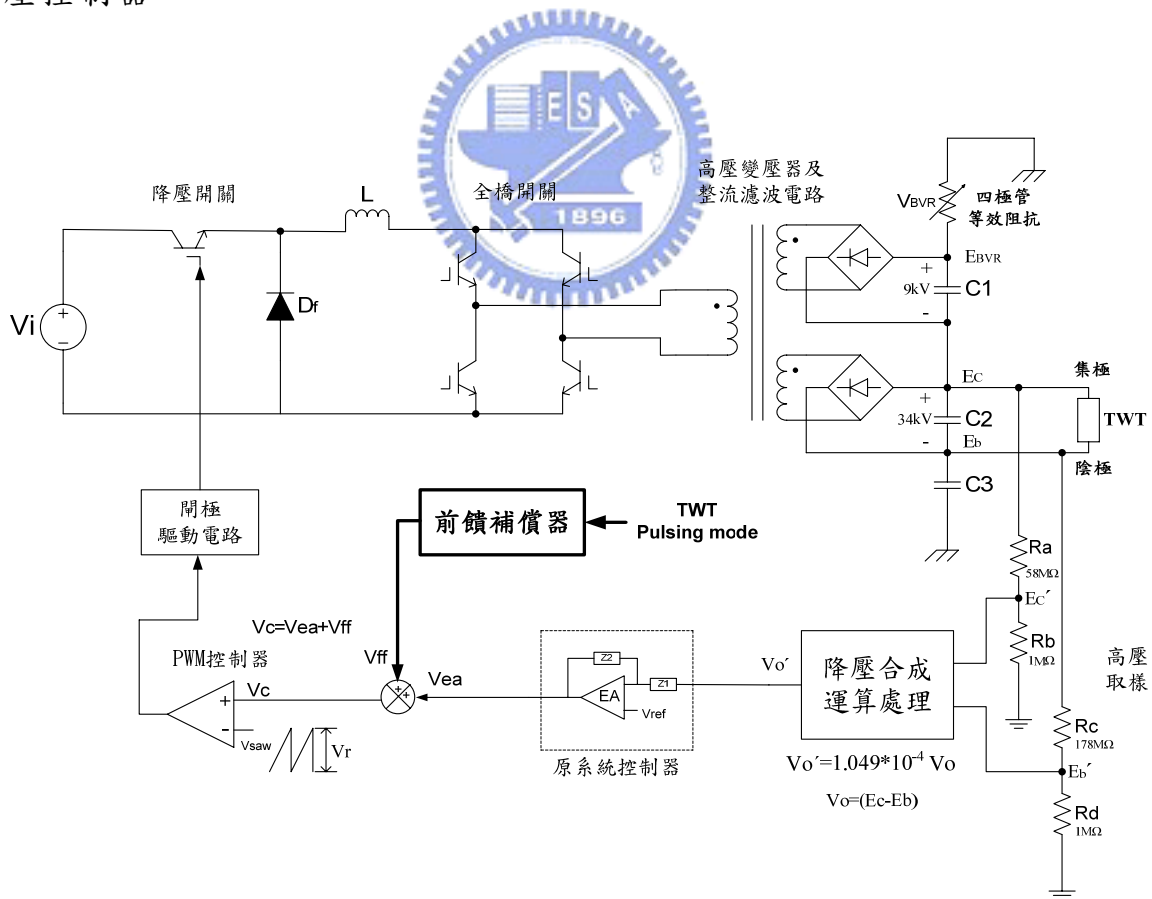 壓控制器
E S A
1896
降壓開關
L
全橋開關
高壓變壓器及
整流濾波電路
VBVR
四極管
等效阻抗
EBVR
+
9kV
C1
-
Vi
+
-
Df
EC
集極
+
34kV
C2
TWT
-
Eb
陰極
C3
閘極
驅動電路
前饋補償器
TWT
Pulsing mode
Ra
58MΩ
EC´
Rb
1MΩ
高壓
取樣
Vc=Vea+Vff
PWM控制器
Vff
Vc
+
-
Vsaw
Vr
+
+
Vea
Z2
EA
Z1
Vref
原系統控制器
Vo´
降壓合成
運算處理
Vo´=1.049*10-4 Vo
Vo=(Ec-Eb)
Rc
178MΩ
Eb´
Rd
1MΩ